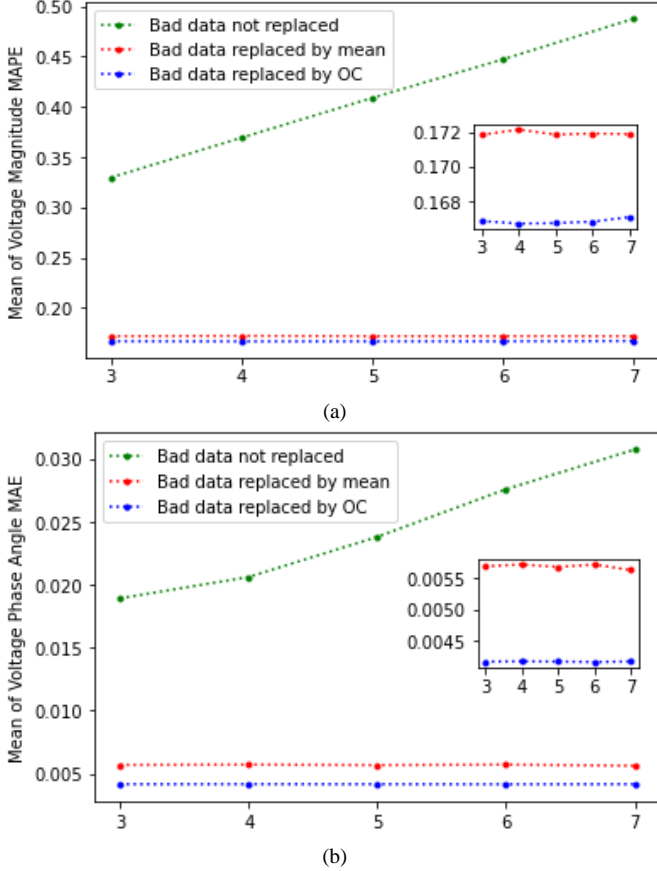 0.50
0.45
0.40
0.35
0.30
0.25
0.20
Mean of Voltage Magnitude MAPE
Bad data not replaced
Bad data replaced by mean
Bad data replaced by OC
0.172
0.170
0.168
3 4 5 6 7
3 4 5 6 7
(a)
0.030
0.025
0.020
0.015
0.010
0.005
Mean of Voltage Phase Angle MAE
Bad data not replaced
Bad data replaced by mean
Bad data replaced by OC
0.0055
0.0050
0.0045
3 4 5 6 7
3 4 5 6 7
(b)